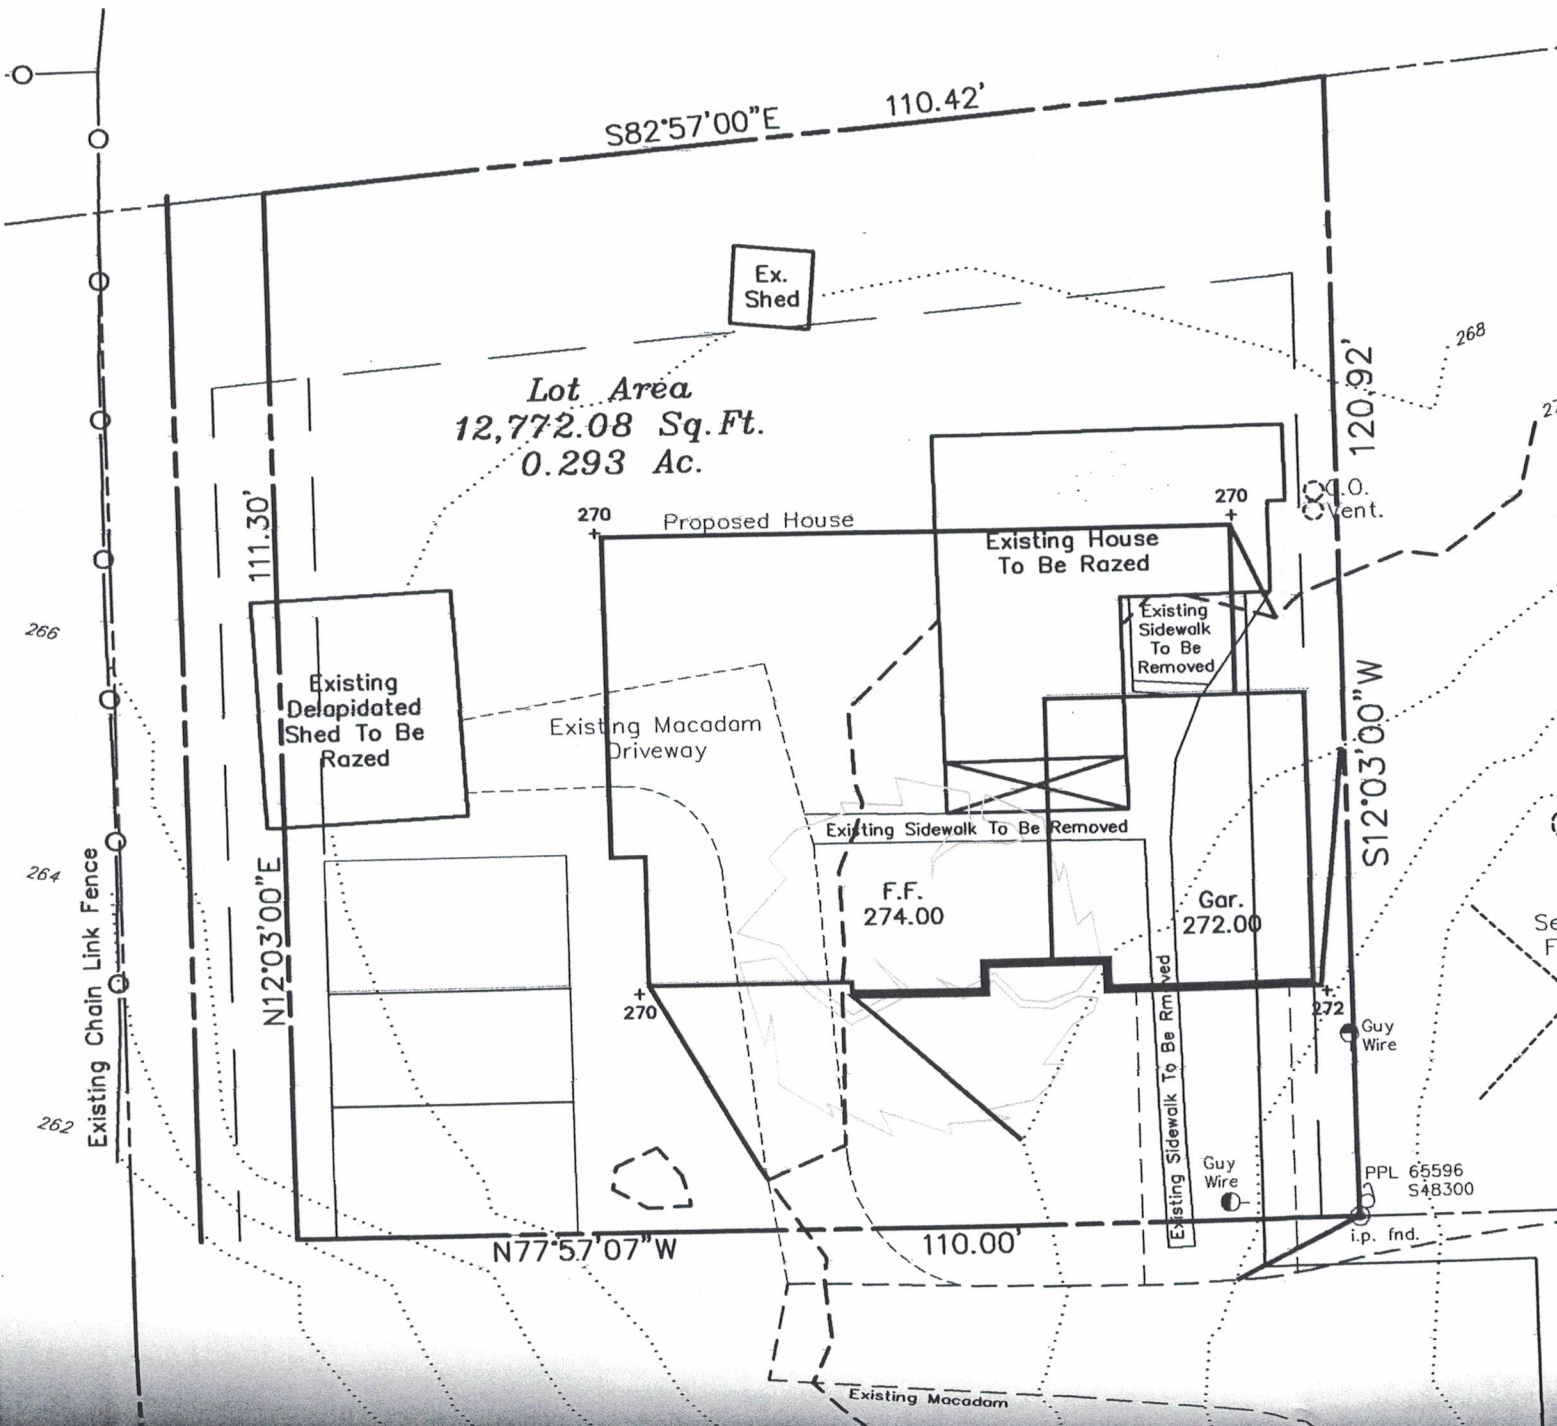 S82°57'00"E
110.42'
Ex.
Shed
268
Lot Area
12,772.08 Sq.Ft.
0.293 Ac.
120.92'
111.30'
270
Proposed House
270
C.O.
Vent.
Existing House
To Be Razed
Existing
Sidewalk
To Be
Removed
266
Existing
Delapidated
Shed To Be
Razed
Existing Macadam
Driveway
S12°03'00"W
Existing Sidewalk To Be Removed
264
Existing Chain Link Fence
N12°03'00"E
F.F.
274.00
Gar.
272.00
270
272
Guy
Wire
Existing Sidewalk To Be Rmoved
262
Guy
Wire
PPL 65596
S48300
i.p. fnd.
N77°57'07"W
110.00'
Existing Macadam